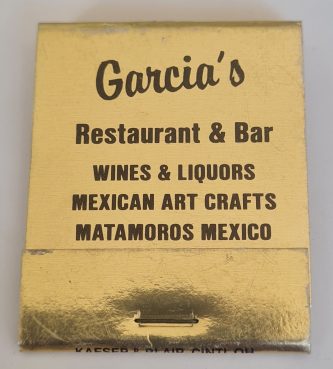 Garcia's
Restaurant & Bar
WINES & LIQUORS
MEXICAN ART CRAFTS
MATAMOROS MEXICO
KAESER & BLAIR, CINTI, OH